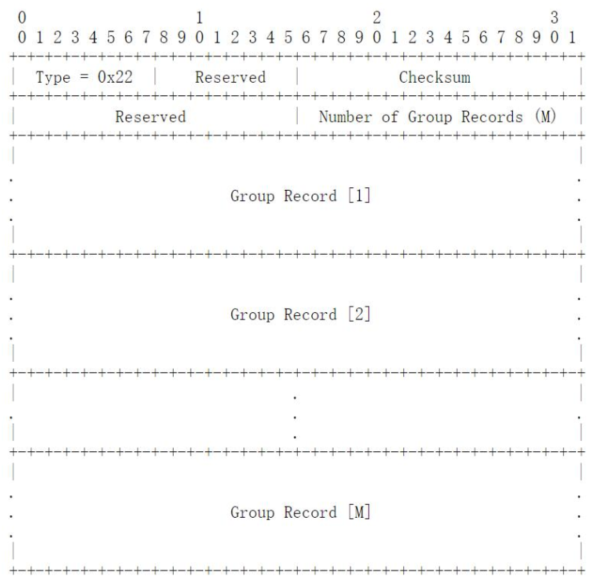 0                   1                   2                   3
0 1 2 3 4 5 6 7 8 9 0 1 2 3 4 5 6 7 8 9 0 1 2 3 4 5 6 7 8 9 0 1
Type = 0x22 | Reserved | Checksum
Reserved | Number of Group Records (M)
Group Record [1]
Group Record [2]
Group Record [M]